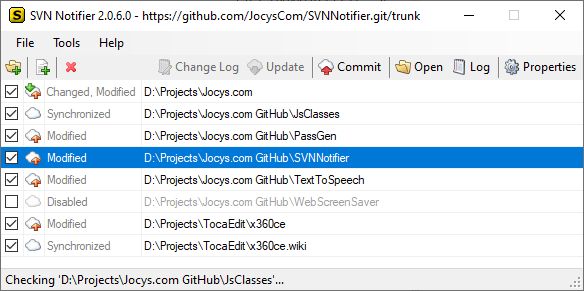 SVN Notifier 2.0.6.0 - https://github.com/JocysCom/SVNNotifier.git/trunk
File Tools Help
Change Log Update Commit Open Log Properties
Changed, Modified D:\Projects\Jocys.com
Synchronized D:\Projects\Jocys.com GitHub\JsClasses
Modified D:\Projects\Jocys.com GitHub\PassGen
Modified D:\Projects\Jocys.com GitHub\SVNNotifier
Modified D:\Projects\Jocys.com GitHub\TextToSpeech
Disabled D:\Projects\Jocys.com GitHub\WebScreenSaver
Modified D:\Projects\TocaEdit\x360ce
Synchronized D:\Projects\TocaEdit\x360ce.wiki
Checking 'D:\Projects\Jocys.com GitHub\JsClasses'...